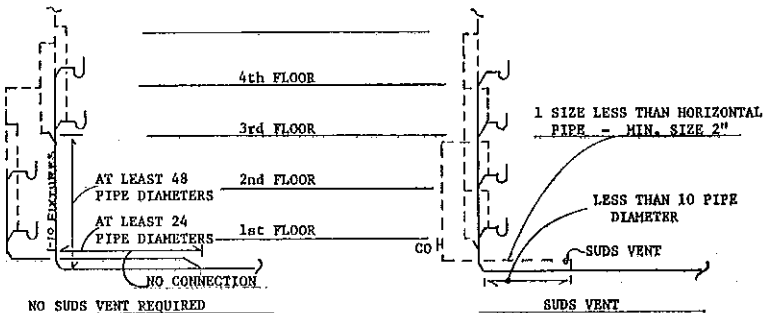 4th FLOOR
3rd FLOOR
2nd FLOOR
1st FLOOR
1-10 FIXTURES
AT LEAST 48
PIPE DIAMETERS
AT LEAST 24
PIPE DIAMETERS
NO CONNECTION
NO SUDS VENT REQUIRED
1 SIZE LESS THAN HORIZONTAL
PIPE - MIN. SIZE 2"
LESS THAN 10 PIPE
DIAMETER
CO
SUDS VENT
SUDS VENT